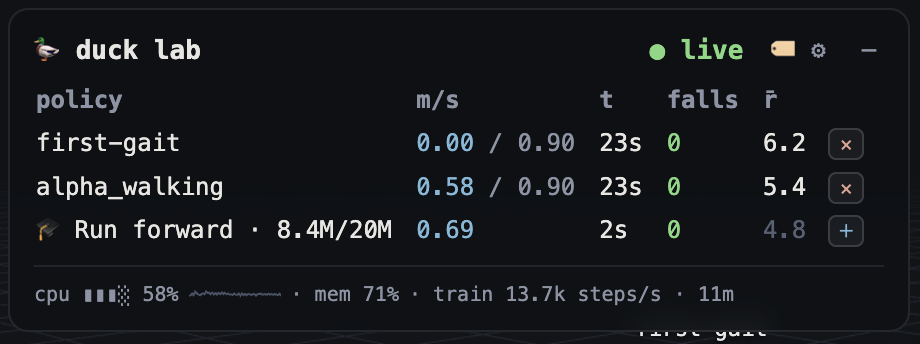 duck lab ● live
policy m/s t falls r̄
first-gait 0.00 / 0.90 23s 0 6.2 ×
alpha_walking 0.58 / 0.90 23s 0 5.4 ×
Run forward · 8.4M/20M 0.69 2s 0 4.8 +
cpu 58% · mem 71% · train 13.7k steps/s · 11m
first-gait